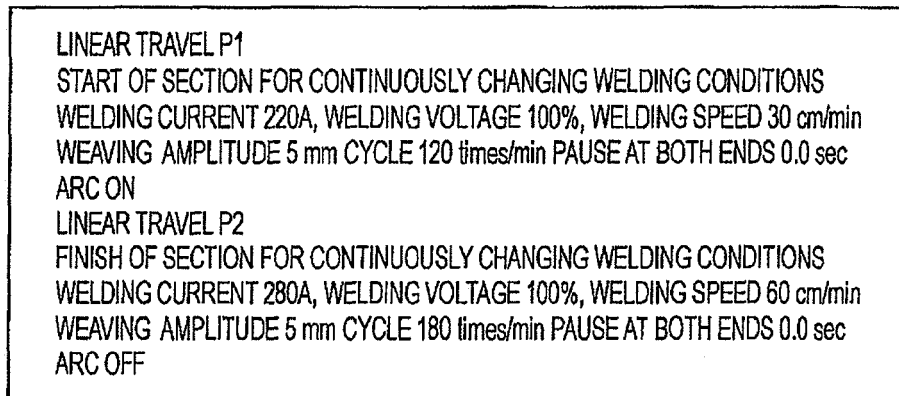 LINEAR TRAVEL P1
START OF SECTION FOR CONTINUOUSLY CHANGING WELDING CONDITIONS
WELDING CURRENT 220A, WELDING VOLTAGE 100%, WELDING SPEED 30 cm/min
WEAVING AMPLITUDE 5 mm CYCLE 120 times/min PAUSE AT BOTH ENDS 0.0 sec
ARC ON
LINEAR TRAVEL P2
FINISH OF SECTION FOR CONTINUOUSLY CHANGING WELDING CONDITIONS
WELDING CURRENT 280A, WELDING VOLTAGE 100%, WELDING SPEED 60 cm/min
WEAVING AMPLITUDE 5 mm CYCLE 180 times/min PAUSE AT BOTH ENDS 0.0 sec
ARC OFF